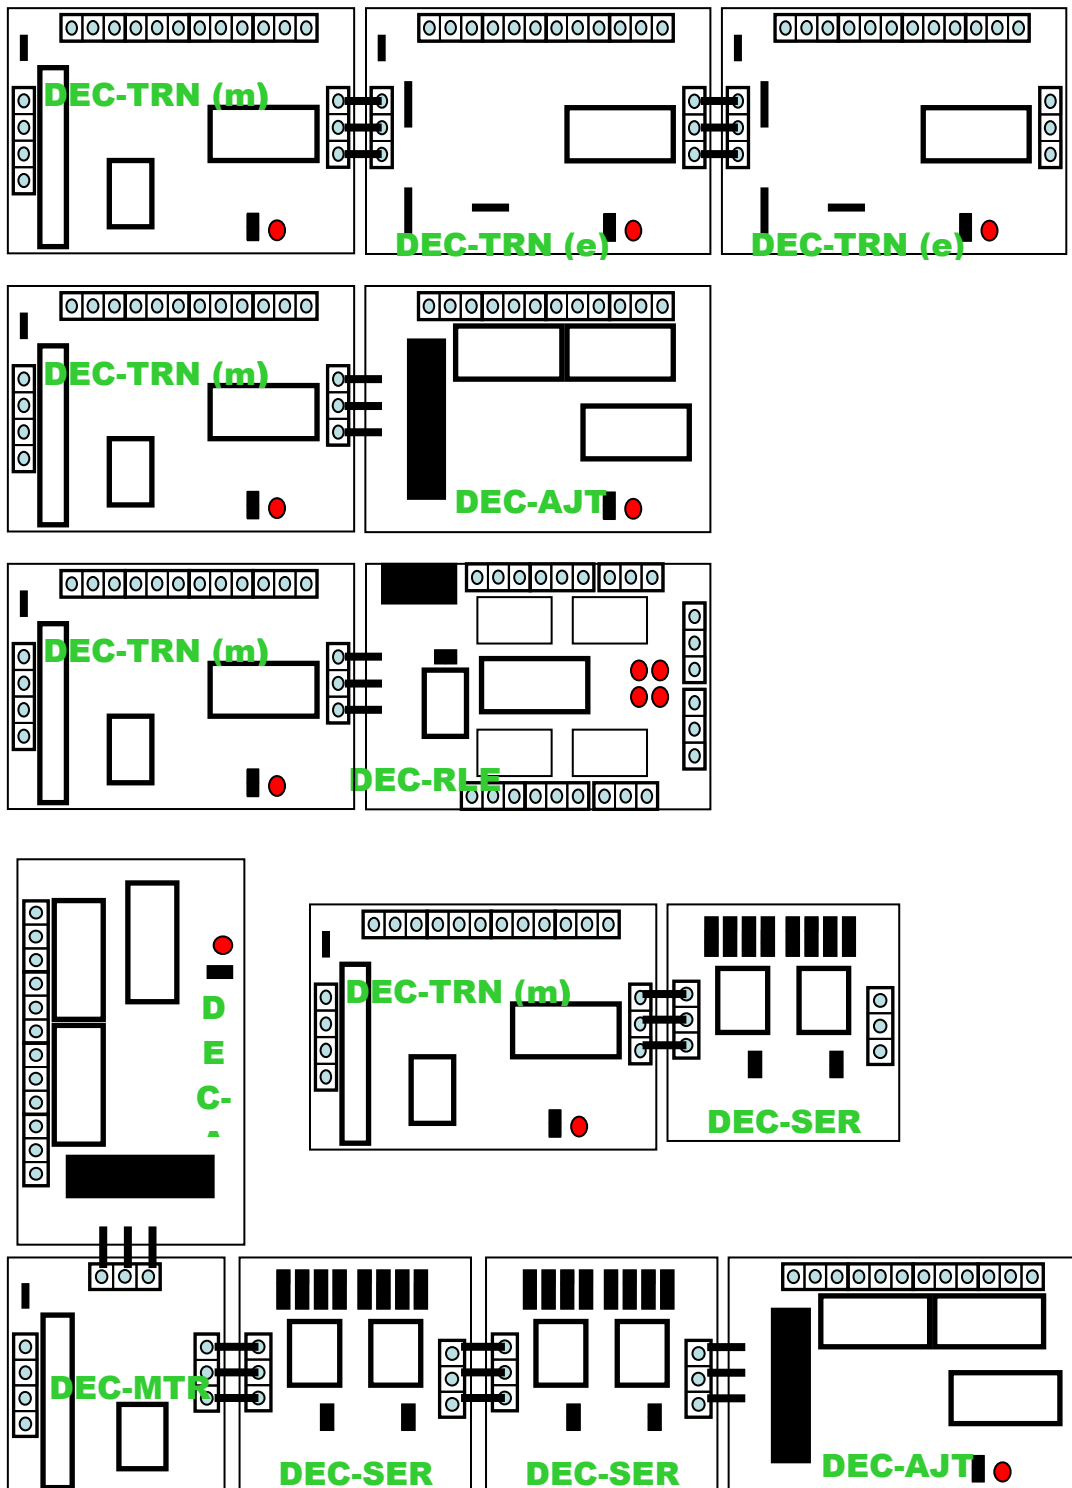 DEC-TRN (m)
DEC-TRN (e)
DEC-TRN (e)
DEC-TRN (m)
DEC-AJT
DEC-TRN (m)
DEC-RLE
D
E
C-
DEC-TRN (m)
DEC-SER
DEC-MTR
DEC-SER
DEC-SER
DEC-AJT